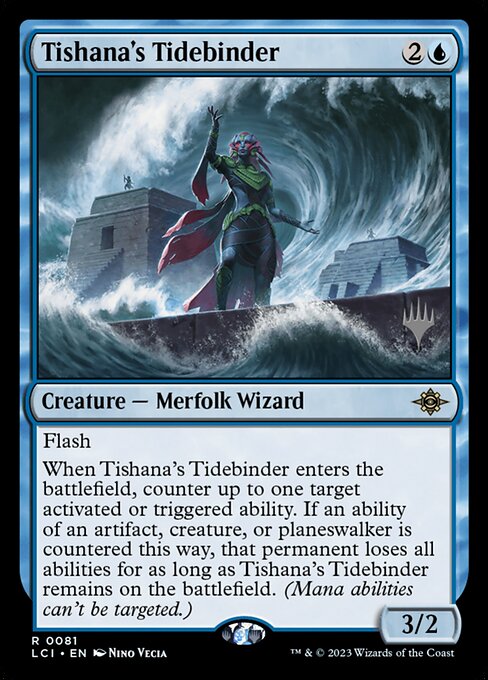 Tishana's Tidebinder 2
Creature — Merfolk Wizard
Flash
When Tishana's Tidebinder enters the
battlefield, counter up to one target
activated or triggered ability. If an ability
of an artifact, creature, or planeswalker is
countered this way, that permanent loses all
abilities for as long as Tishana's Tidebinder
remains on the battlefield. (Mana abilities
can't be targeted.)
3/2
R 0081
LCI • EN Nino Vecia
™ & © 2023 Wizards of the Coast